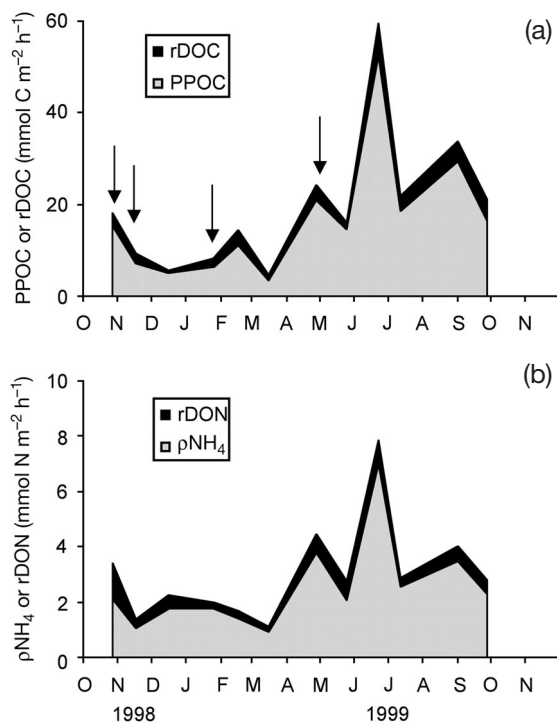 (a)
rDOC
PPOC
PPOC or rDOC (mmol C m⁻² h⁻¹)
60
40
20
0
O N D J F M A M J J A S O N
(b)
rDON
ρNH₄
ρNH₄ or rDON (mmol N m⁻² h⁻¹)
10
8
6
4
2
0
O N D J F M A M J J A S O N
1998 1999